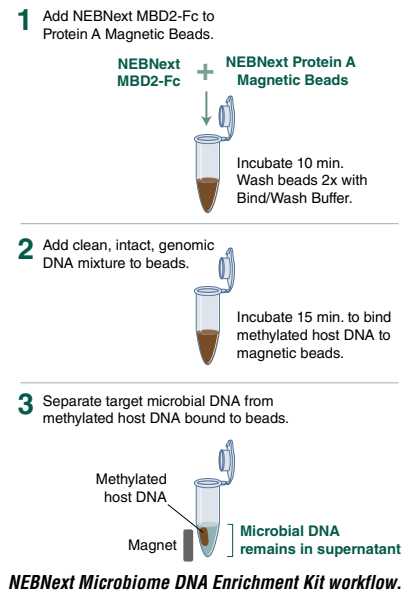 1 Add NEBNext MBD2-Fc to
Protein A Magnetic Beads.
NEBNext
MBD2-Fc
+
NEBNext Protein A
Magnetic Beads
Incubate 10 min.
Wash beads 2x with
Bind/Wash Buffer.
2 Add clean, intact, genomic
DNA mixture to beads.
Incubate 15 min. to bind
methylated host DNA to
magnetic beads.
3 Separate target microbial DNA from
methylated host DNA bound to beads.
Methylated
host DNA
Magnet
Microbial DNA
remains in supernatant
NEBNext Microbiome DNA Enrichment Kit workflow.